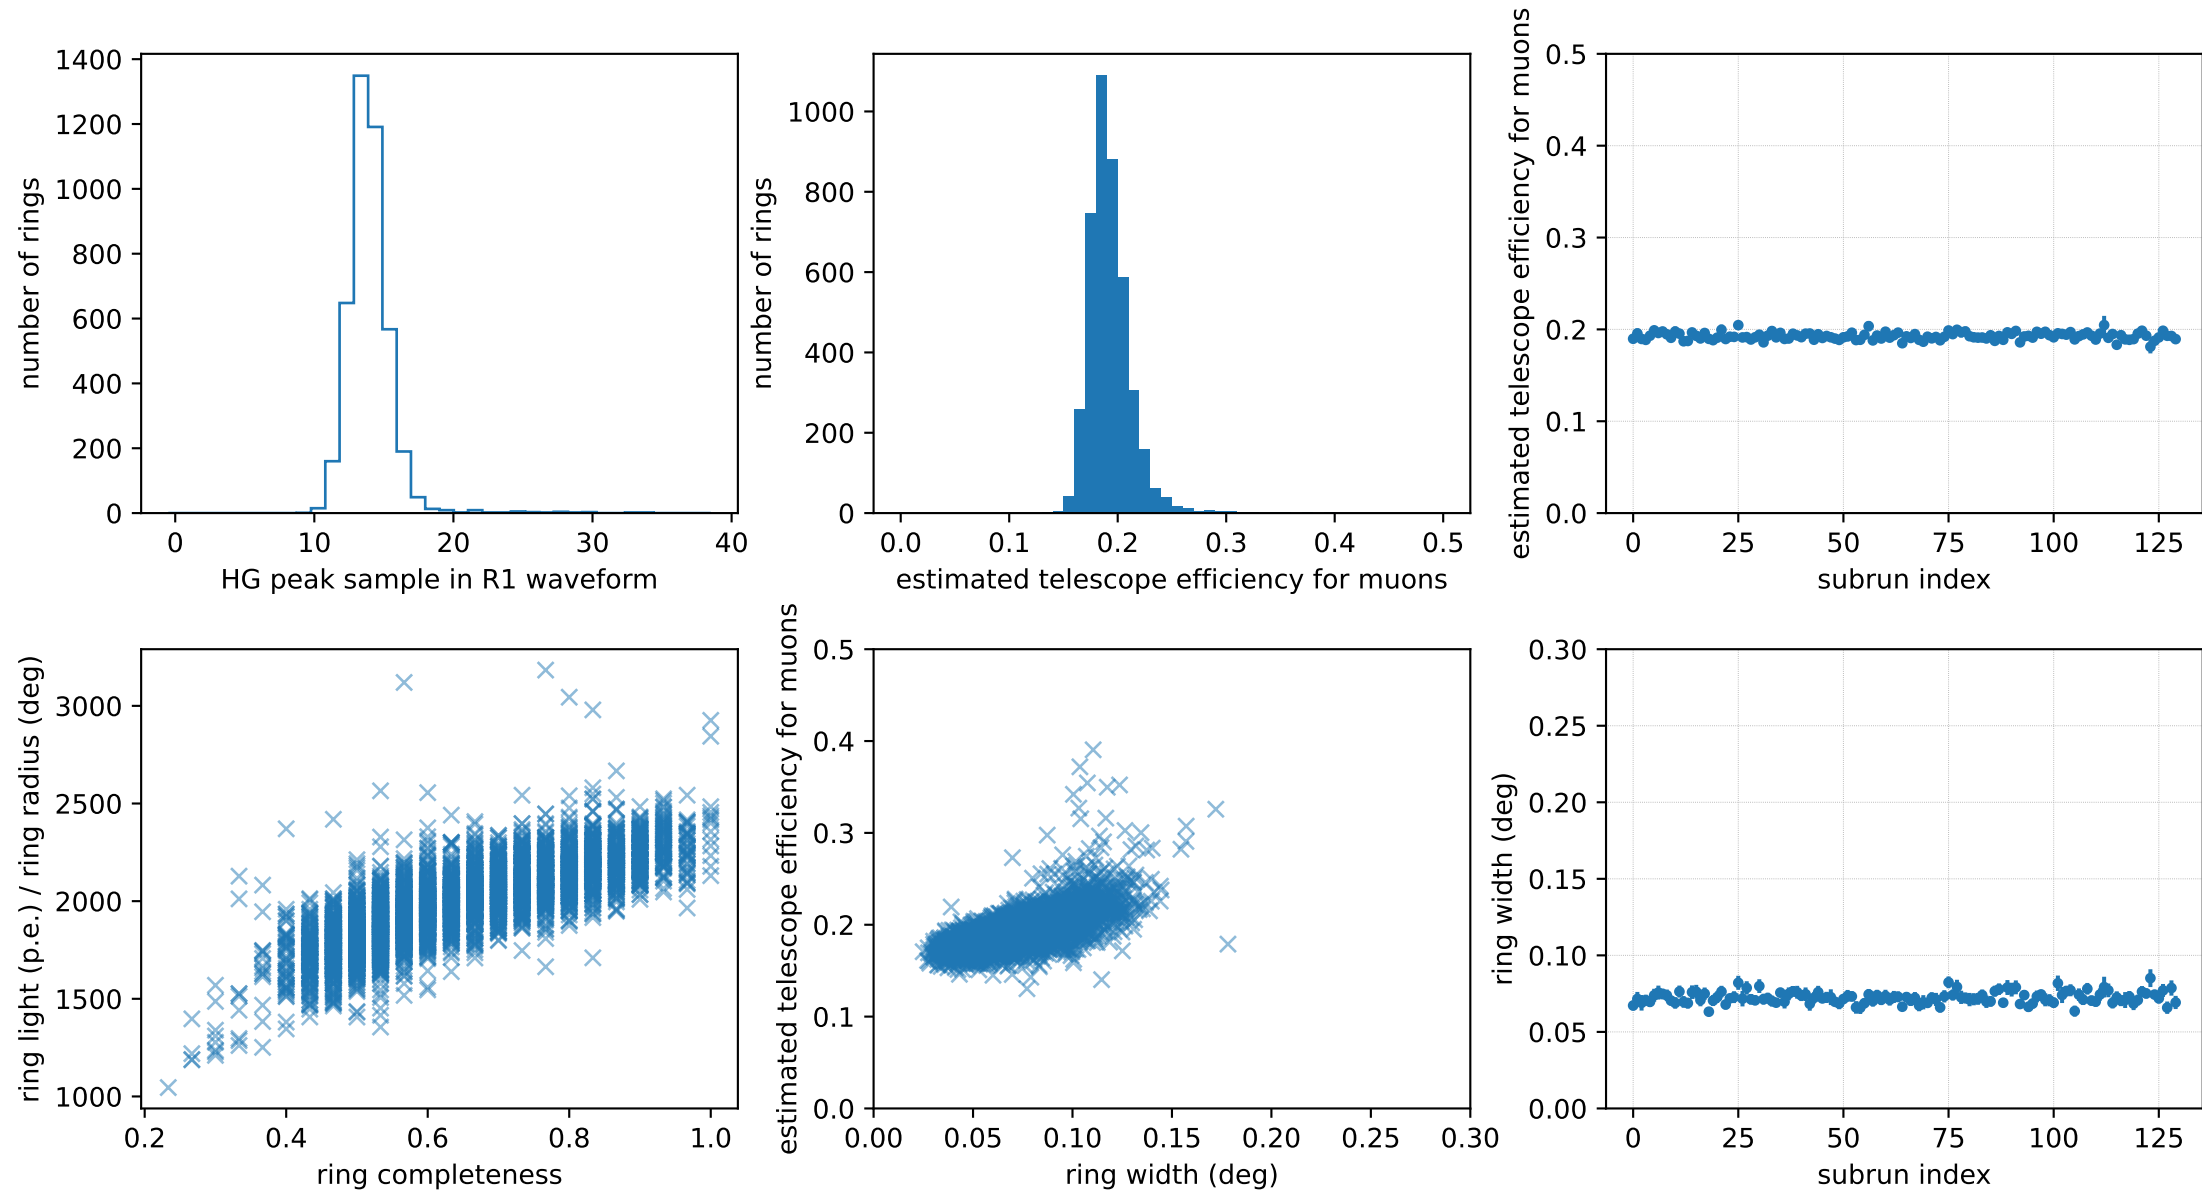 1400
1200
1000
800
600
400
200
0
number of rings
0 10 20 30 40
HG peak sample in R1 waveform
1000
800
600
400
200
0
number of rings
0.0 0.1 0.2 0.3 0.4 0.5
estimated telescope efficiency for muons
0.5
0.4
0.3
0.2
0.1
0.0
estimated telescope efficiency for muons
0 25 50 75 100 125
subrun index
3000
2500
2000
1500
1000
ring light (p.e.) / ring radius (deg)
0.2 0.4 0.6 0.8 1.0
ring completeness
0.5
0.4
0.3
0.2
0.1
0.0
estimated telescope efficiency for muons
0.00 0.05 0.10 0.15 0.20 0.25 0.30
ring width (deg)
0.30
0.25
0.20
0.15
0.10
0.05
0.00
ring width (deg)
0 25 50 75 100 125
subrun index